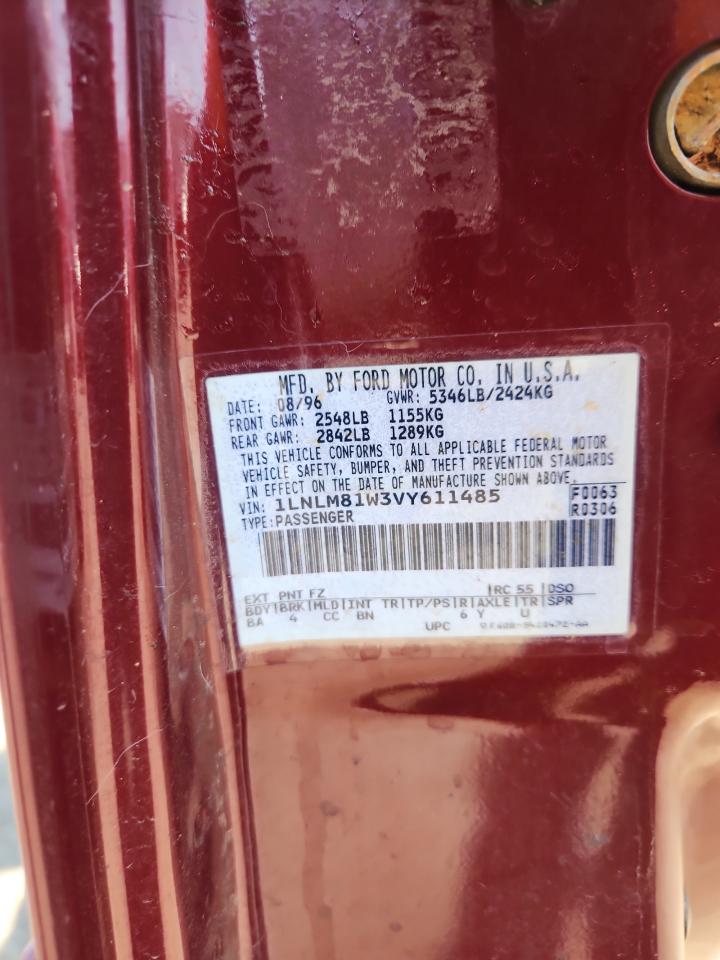 MFD. BY FORD MOTOR CO. IN U.S.A.
DATE: 08/96 GVWR: 5346LB/2424KG
FRONT GAWR: 2548LB 1155KG
REAR GAWR: 2842LB 1289KG
THIS VEHICLE CONFORMS TO ALL APPLICABLE FEDERAL MOTOR
VEHICLE SAFETY, BUMPER, AND THEFT PREVENTION STANDARDS
IN EFFECT ON THE DATE OF MANUFACTURE SHOWN ABOVE.
VIN: 1LNLM81W3VY611485 F0063
TYPE: PASSENGER R0306
EXT PNT FZ RC 55 DSO
BDY BRK MLD INT TR TP/PS R AXLE TR SPR
BA 4 CC BN 6 Y U
UPC